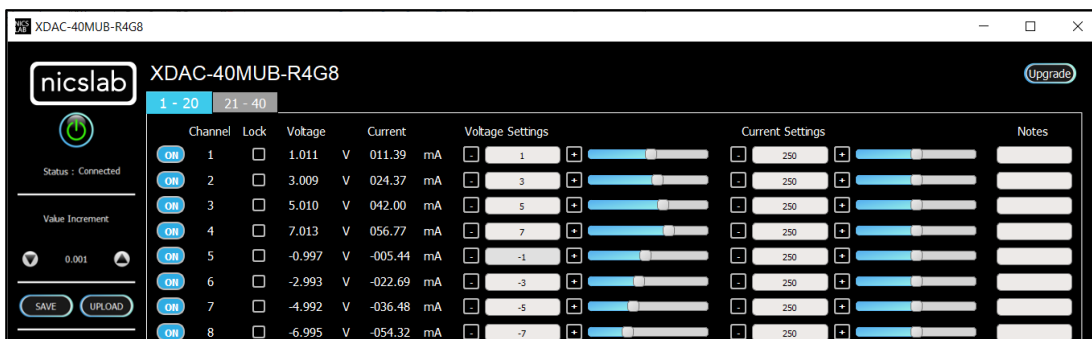 NICS LAB XDAC-40MUB-R4G8
nicslab XDAC-40MUB-R4G8 Upgrade
1 - 20 21 - 40
Channel Lock Voltage Current Voltage Settings Current Settings Notes
ON 1 1.011 V 011.39 mA - 1 + - 250 +
Status : Connected
ON 2 3.009 V 024.37 mA - 3 + - 250 +
ON 3 5.010 V 042.00 mA - 5 + - 250 +
Value Increment
ON 4 7.013 V 056.77 mA - 7 + - 250 +
0.001
ON 5 -0.997 V -005.44 mA - -1 + - 250 +
ON 6 -2.993 V -022.69 mA - -3 + - 250 +
SAVE UPLOAD
ON 7 -4.992 V -036.48 mA - -5 + - 250 +
ON 8 -6.995 V -054.32 mA - -7 + - 250 +